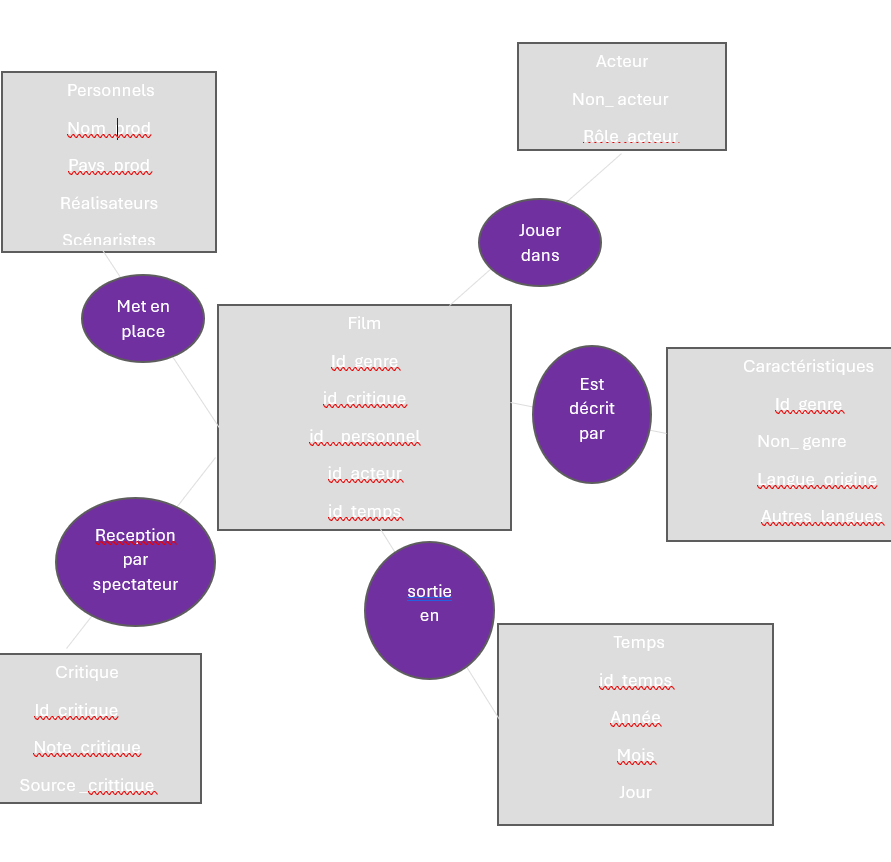 Personnels
Nom_prod
Pays_prod
Réalisateurs
Scénaristes
Acteur
Non_ acteur
Rôle_acteur
Jouer
dans
Met en
place
Film
Id_genre
id_critique
id_ personnel
id_acteur
id_temps
Est
décrit
par
Caractéristiques
Id_genre
Non_ genre
Langue_origine
Autres_langues
Reception
par
spectateur
sortie
en
Critique
Id_critique
Note_critique
Source _crittique
Temps
id_temps
Année
Mois
Jour